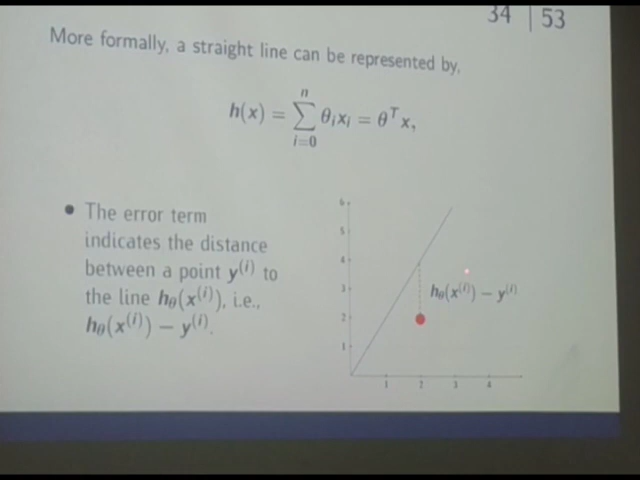 34 | 53
More formally, a straight line can be represented by,
n
h(x) = ∑ θᵢxᵢ = θᵀx,
i=0
• The error term
indicates the distance
between a point y⁽ⁱ⁾ to
the line h_θ(x⁽ⁱ⁾), i.e.,
h_θ(x⁽ⁱ⁾) − y⁽ⁱ⁾.
6
5
4
3
2
1
h_θ(x⁽ⁱ⁾) − y⁽ⁱ⁾
1 2 3 4